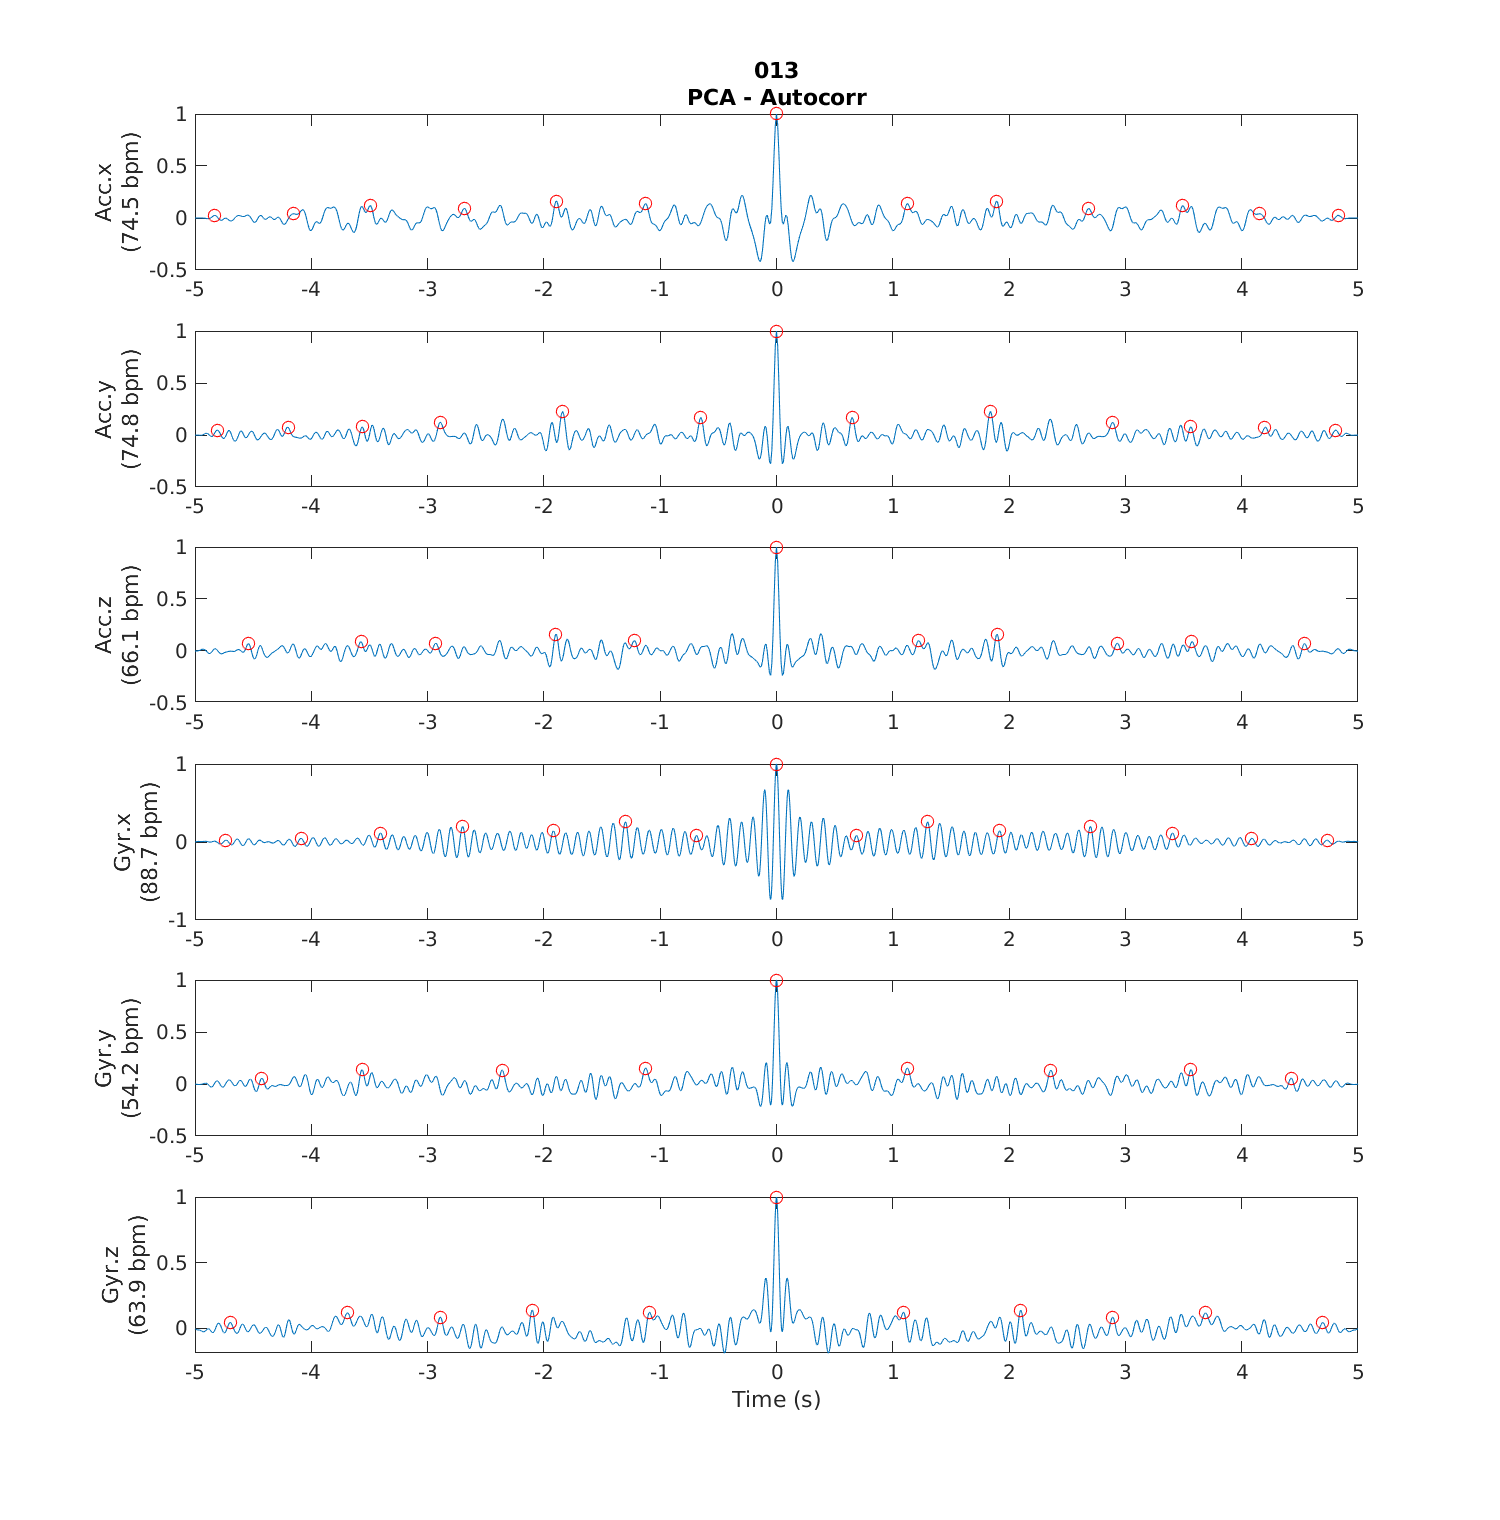 013
PCA - Autocorr
Acc.x
(74.5 bpm)
1
0.5
0
-0.5
-5 -4 -3 -2 -1 0 1 2 3 4 5
Acc.y
(74.8 bpm)
1
0.5
0
-0.5
-5 -4 -3 -2 -1 0 1 2 3 4 5
Acc.z
(66.1 bpm)
1
0.5
0
-0.5
-5 -4 -3 -2 -1 0 1 2 3 4 5
Gyr.x
(88.7 bpm)
1
0
-1
-5 -4 -3 -2 -1 0 1 2 3 4 5
Gyr.y
(54.2 bpm)
1
0.5
0
-0.5
-5 -4 -3 -2 -1 0 1 2 3 4 5
Gyr.z
(63.9 bpm)
1
0.5
0
-5 -4 -3 -2 -1 0 1 2 3 4 5
Time (s)